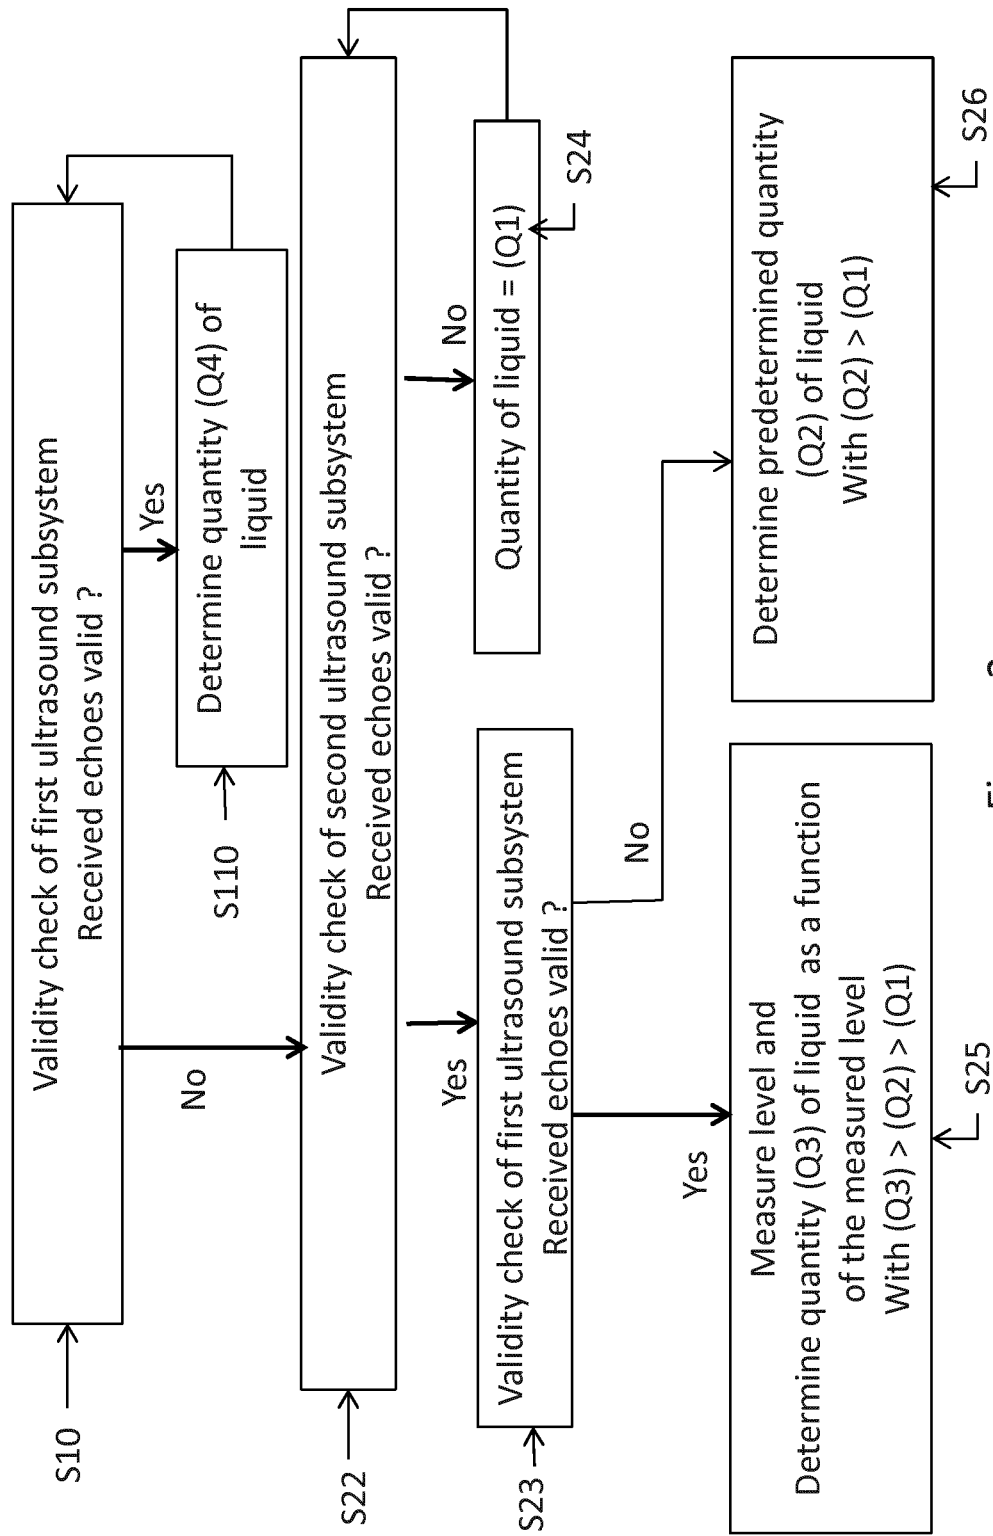 S10
Validity check of first ultrasound subsystem
Received echoes valid ?
Yes
No
S110
Determine quantity (Q4) of
liquid
S22
Validity check of second ultrasound subsystem
Received echoes valid ?
Yes
No
S23
Validity check of first ultrasound subsystem
Received echoes valid ?
Quantity of liquid = (Q1)
S24
Yes
No
Measure level and
Determine quantity (Q3) of liquid as a function
of the measured level
With (Q3) > (Q2) > (Q1)
S25
Determine predetermined quantity
(Q2) of liquid
With (Q2) > (Q1)
S26